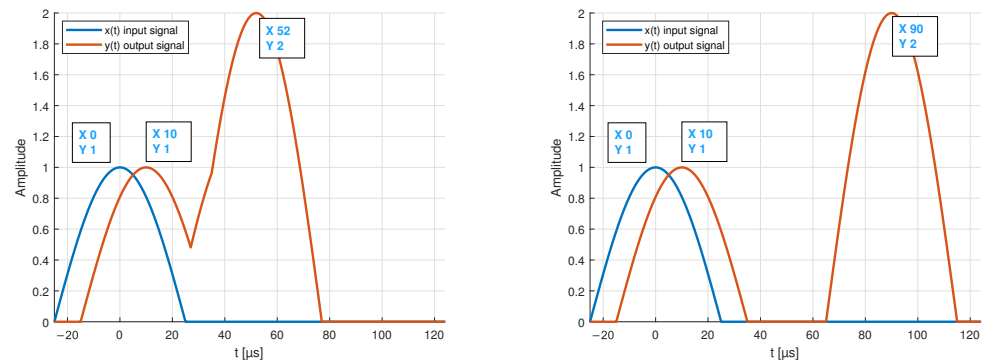 x(t) input signal
y(t) output signal
X 0
Y 1
X 10
Y 1
X 52
Y 2
Amplitude
2
1.8
1.6
1.4
1.2
1
0.8
0.6
0.4
0.2
0
−20 0 20 40 60 80 100 120
t [µs]
x(t) input signal
y(t) output signal
X 0
Y 1
X 10
Y 1
X 90
Y 2
Amplitude
2
1.8
1.6
1.4
1.2
1
0.8
0.6
0.4
0.2
0
−20 0 20 40 60 80 100 120
t [µs]